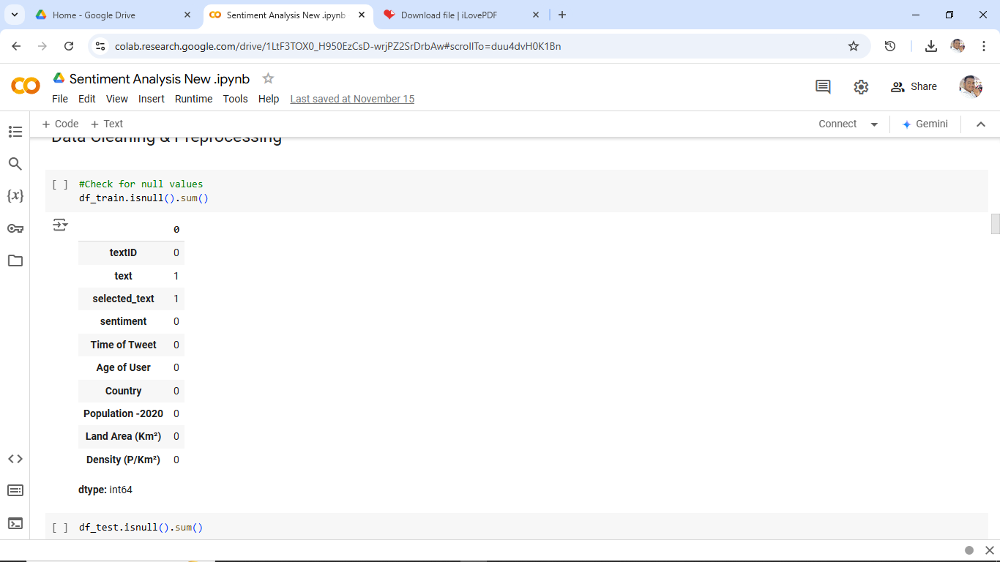 Home - Google Drive
Sentiment Analysis New .ipynb
Download file | iLovePDF
colab.research.google.com/drive/1LtF3TOX0_H950EzCsD-wrjPZ2SrDrbAw#scrollTo=duu4dvH0K1Bn
Sentiment Analysis New .ipynb
File Edit View Insert Runtime Tools Help Last saved at November 15
Share
+ Code + Text
Connect
Gemini
Data Cleaning & Preprocessing
[ ] #Check for null values
df_train.isnull().sum()
0
textID 0
text 1
selected_text 1
sentiment 0
Time of Tweet 0
Age of User 0
Country 0
Population -2020 0
Land Area (Km²) 0
Density (P/Km²) 0
dtype: int64
[ ] df_test.isnull().sum()